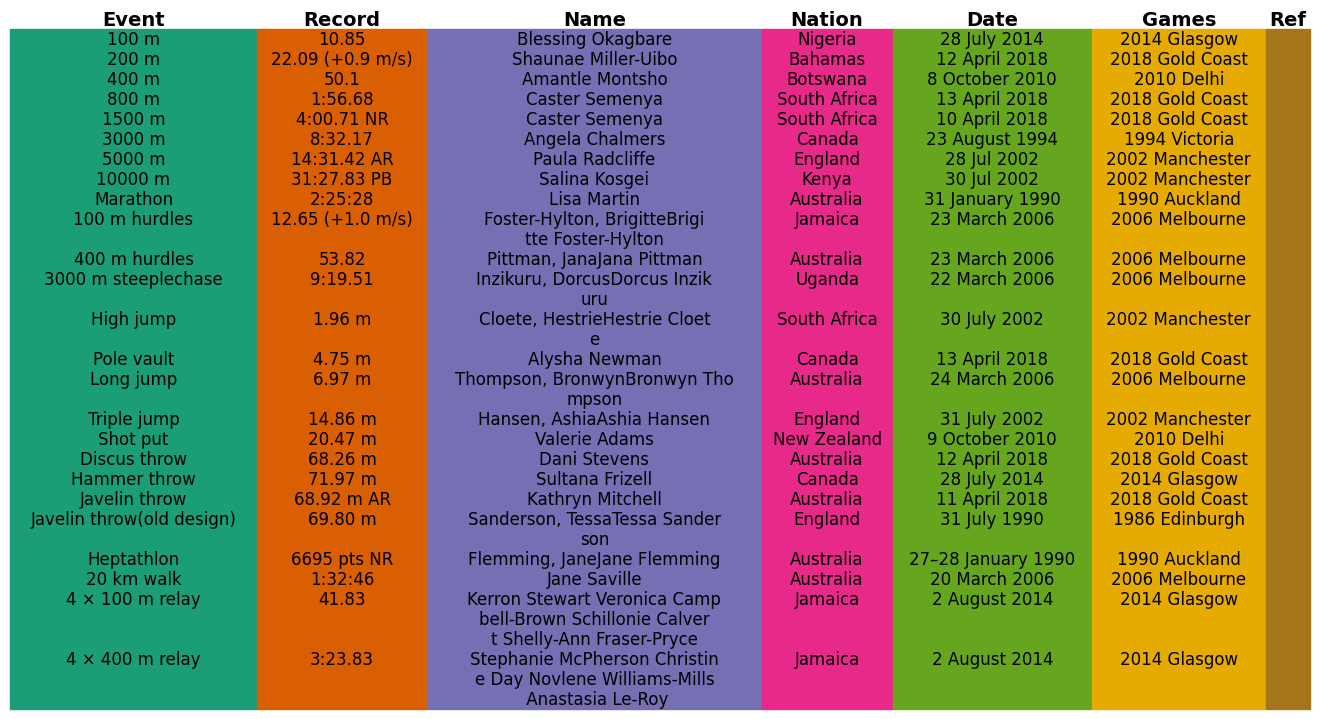 Event Record Name Nation Date Games Ref
100 m 10.85 Blessing Okagbare Nigeria 28 July 2014 2014 Glasgow
200 m 22.09 (+0.9 m/s) Shaunae Miller-Uibo Bahamas 12 April 2018 2018 Gold Coast
400 m 50.1 Amantle Montsho Botswana 8 October 2010 2010 Delhi
800 m 1:56.68 Caster Semenya South Africa 13 April 2018 2018 Gold Coast
1500 m 4:00.71 NR Caster Semenya South Africa 10 April 2018 2018 Gold Coast
3000 m 8:32.17 Angela Chalmers Canada 23 August 1994 1994 Victoria
5000 m 14:31.42 AR Paula Radcliffe England 28 Jul 2002 2002 Manchester
10000 m 31:27.83 PB Salina Kosgei Kenya 30 Jul 2002 2002 Manchester
Marathon 2:25:28 Lisa Martin Australia 31 January 1990 1990 Auckland
100 m hurdles 12.65 (+1.0 m/s) Foster-Hylton, BrigitteBrigi Jamaica 23 March 2006 2006 Melbourne
tte Foster-Hylton
400 m hurdles 53.82 Pittman, JanaJana Pittman Australia 23 March 2006 2006 Melbourne
3000 m steeplechase 9:19.51 Inzikuru, DorcusDorcus Inzik Uganda 22 March 2006 2006 Melbourne
uru
High jump 1.96 m Cloete, HestrieHestrie Cloet South Africa 30 July 2002 2002 Manchester
e
Pole vault 4.75 m Alysha Newman Canada 13 April 2018 2018 Gold Coast
Long jump 6.97 m Thompson, BronwynBronwyn Tho Australia 24 March 2006 2006 Melbourne
mpson
Triple jump 14.86 m Hansen, AshiaAshia Hansen England 31 July 2002 2002 Manchester
Shot put 20.47 m Valerie Adams New Zealand 9 October 2010 2010 Delhi
Discus throw 68.26 m Dani Stevens Australia 12 April 2018 2018 Gold Coast
Hammer throw 71.97 m Sultana Frizell Canada 28 July 2014 2014 Glasgow
Javelin throw 68.92 m AR Kathryn Mitchell Australia 11 April 2018 2018 Gold Coast
Javelin throw(old design) 69.80 m Sanderson, TessaTessa Sander England 31 July 1990 1986 Edinburgh
son
Heptathlon 6695 pts NR Flemming, JaneJane Flemming Australia 27–28 January 1990 1990 Auckland
20 km walk 1:32:46 Jane Saville Australia 20 March 2006 2006 Melbourne
4 × 100 m relay 41.83 Kerron Stewart Veronica Camp Jamaica 2 August 2014 2014 Glasgow
bell-Brown Schillonie Calver
t Shelly-Ann Fraser-Pryce
4 × 400 m relay 3:23.83 Stephanie McPherson Christin Jamaica 2 August 2014 2014 Glasgow
e Day Novlene Williams-Mills
Anastasia Le-Roy